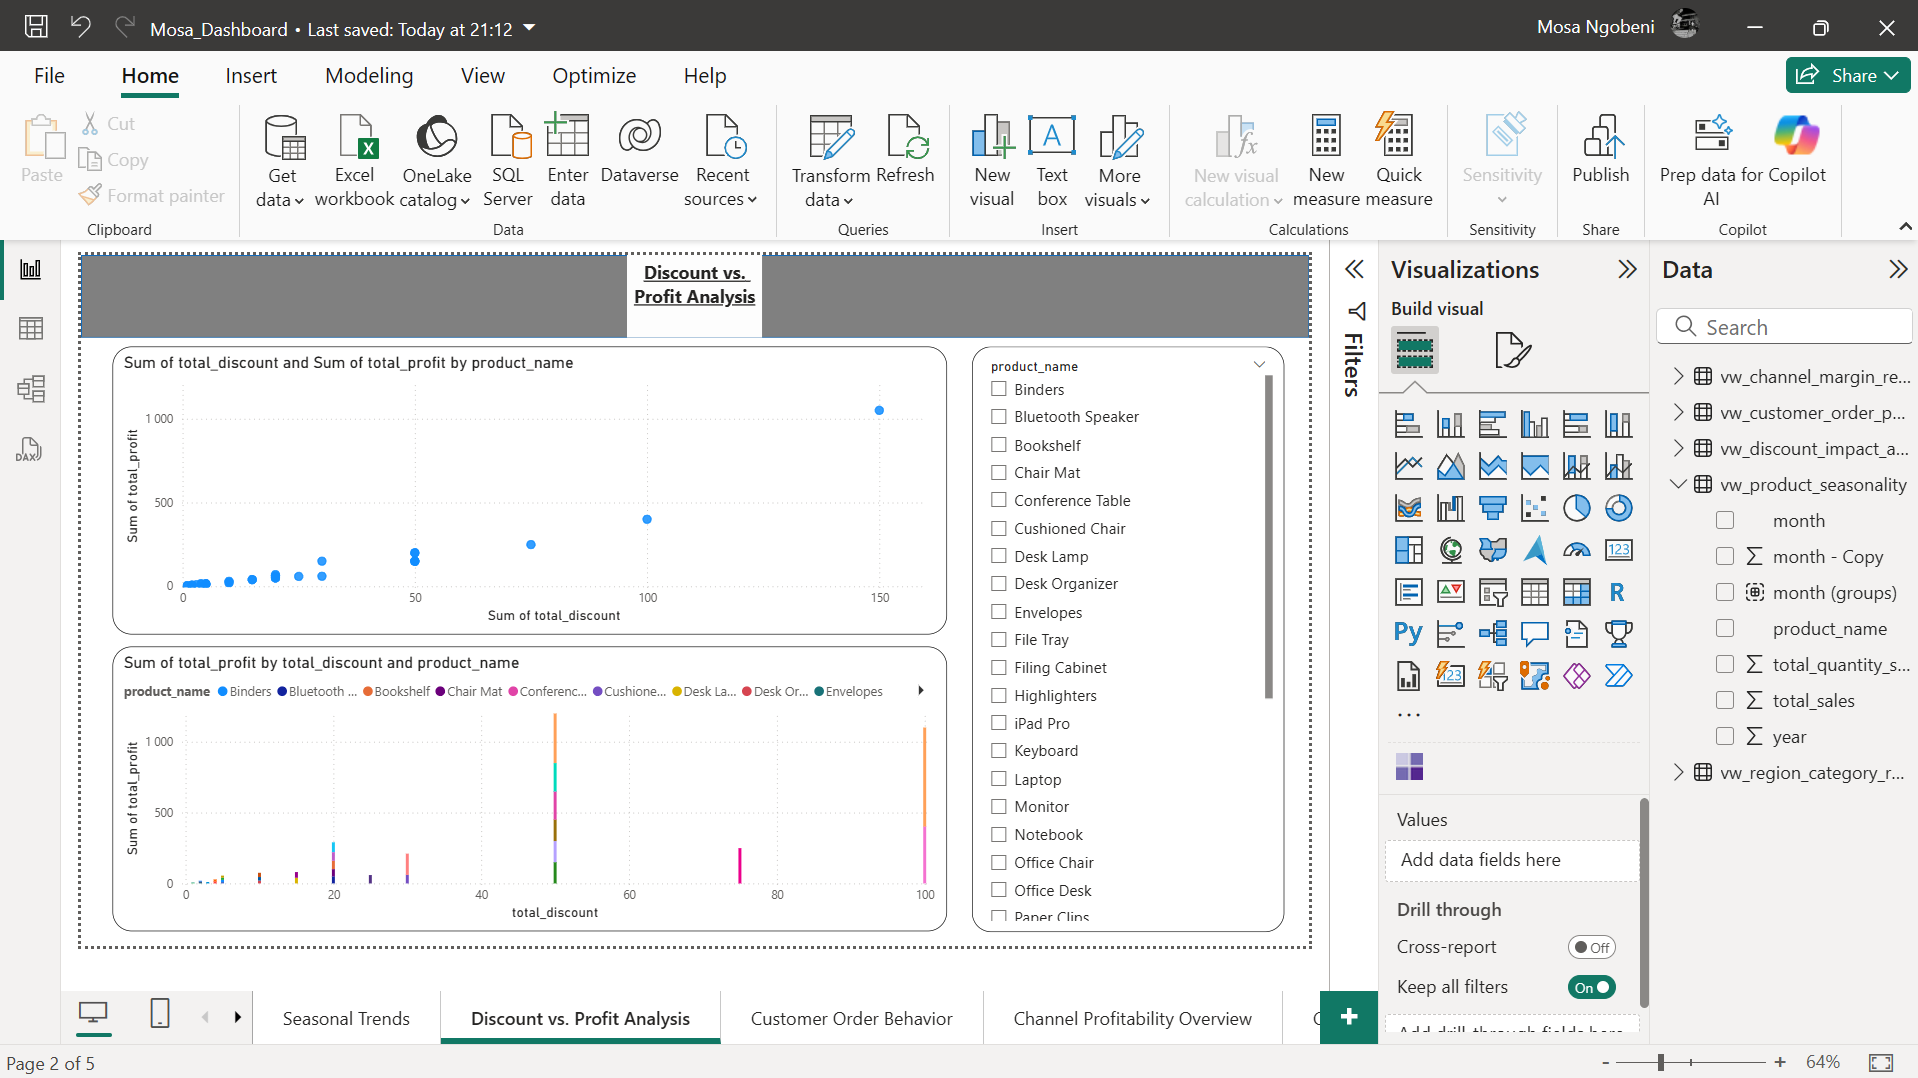 Mosa_Dashboard • Last saved: Today at 21:12
Mosa Ngobeni
File Home Insert Modeling View Optimize Help
Share
Paste
Cut
Copy
Format painter
Clipboard
Get data
Excel workbook
OneLake catalog
SQL Server
Enter data
Dataverse
Recent sources
Data
Transform data
Refresh
Queries
New visual
Text box
More visuals
Insert
New visual calculation
New measure
Quick measure
Calculations
Sensitivity
Sensitivity
Publish
Share
Prep data for AI
Copilot
Copilot
Discount vs.
Profit Analysis
Sum of total_discount and Sum of total_profit by product_name
Sum of total_profit
1 000
500
0
0 50 100 150
Sum of total_discount
Sum of total_profit by total_discount and product_name
product_name Binders Bluetooth ... Bookshelf Chair Mat Conferenc... Cushione... Desk La... Desk Or... Envelopes
Sum of total_profit
1 000
500
0
0 20 40 60 80 100
total_discount
product_name
Binders
Bluetooth Speaker
Bookshelf
Chair Mat
Conference Table
Cushioned Chair
Desk Lamp
Desk Organizer
Envelopes
File Tray
Filing Cabinet
Highlighters
iPad Pro
Keyboard
Laptop
Monitor
Notebook
Office Chair
Office Desk
Paper Clips
Filters
Visualizations
Build visual
123
R
Py
123
...
Values
Add data fields here
Drill through
Cross-report
Off
Keep all filters
On
Add drill-through fields here
Data
Search
vw_channel_margin_re...
vw_customer_order_p...
vw_discount_impact_a...
vw_product_seasonality
month
month - Copy
month (groups)
product_name
total_quantity_s...
total_sales
year
vw_region_category_r...
DAX
Seasonal Trends
Discount vs. Profit Analysis
Customer Order Behavior
Channel Profitability Overview
Page 2 of 5
- + 64%